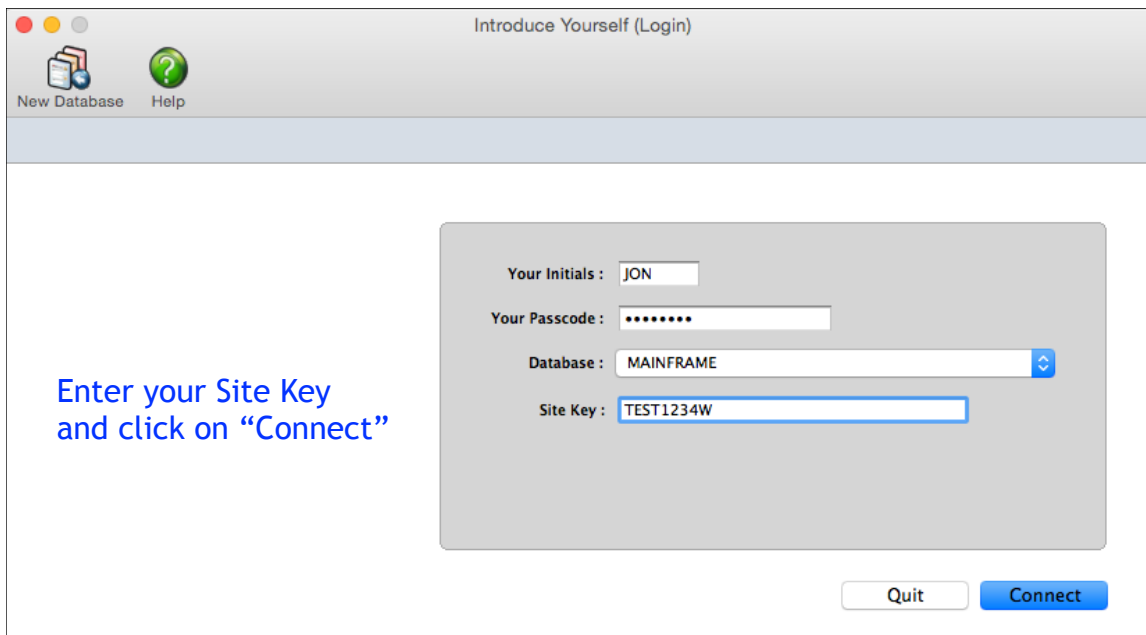 Introduce Yourself (Login)
New Database Help
Your Initials : JON
Your Passcode : ••••••••
Database : MAINFRAME
Site Key : TEST1234W
Enter your Site Key
and click on “Connect”
Quit Connect